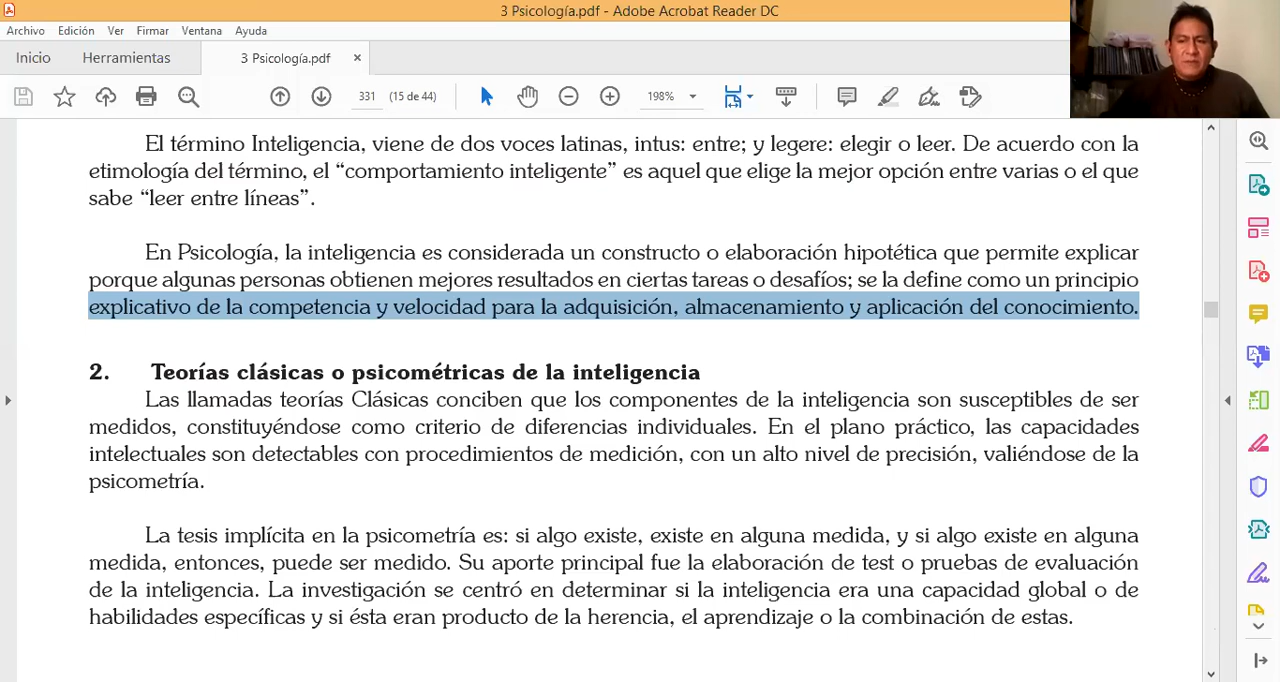 3 Psicología.pdf - Adobe Acrobat Reader DC
Archivo Edición Ver Firmar Ventana Ayuda
Inicio Herramientas 3 Psicología.pdf ×
331 (15 de 44) 198%
El término Inteligencia, viene de dos voces latinas, intus: entre; y legere: elegir o leer. De acuerdo con la
etimología del término, el “comportamiento inteligente” es aquel que elige la mejor opción entre varias o el que
sabe “leer entre líneas”.
En Psicología, la inteligencia es considerada un constructo o elaboración hipotética que permite explicar
porque algunas personas obtienen mejores resultados en ciertas tareas o desafíos; se la define como un principio
explicativo de la competencia y velocidad para la adquisición, almacenamiento y aplicación del conocimiento.
2. Teorías clásicas o psicométricas de la inteligencia
Las llamadas teorías Clásicas conciben que los componentes de la inteligencia son susceptibles de ser
medidos, constituyéndose como criterio de diferencias individuales. En el plano práctico, las capacidades
intelectuales son detectables con procedimientos de medición, con un alto nivel de precisión, valiéndose de la
psicometría.
La tesis implícita en la psicometría es: si algo existe, existe en alguna medida, y si algo existe en alguna
medida, entonces, puede ser medido. Su aporte principal fue la elaboración de test o pruebas de evaluación
de la inteligencia. La investigación se centró en determinar si la inteligencia era una capacidad global o de
habilidades específicas y si ésta eran producto de la herencia, el aprendizaje o la combinación de estas.